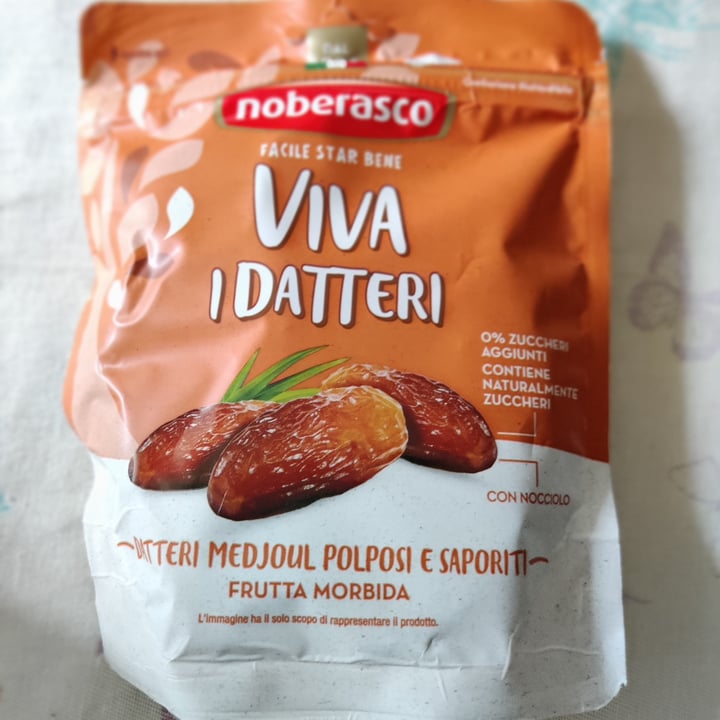 noberasco
FACILE STAR BENE
VIVA
I DATTERI
0% ZUCCHERI
AGGIUNTI
CONTIENE
NATURALMENTE
ZUCCHERI
CON NOCCIOLO
DATTERI MEDJOUL POLPOSI E SAPORITI
FRUTTA MORBIDA
L'immagine ha il solo scopo di rappresentare il prodotto.